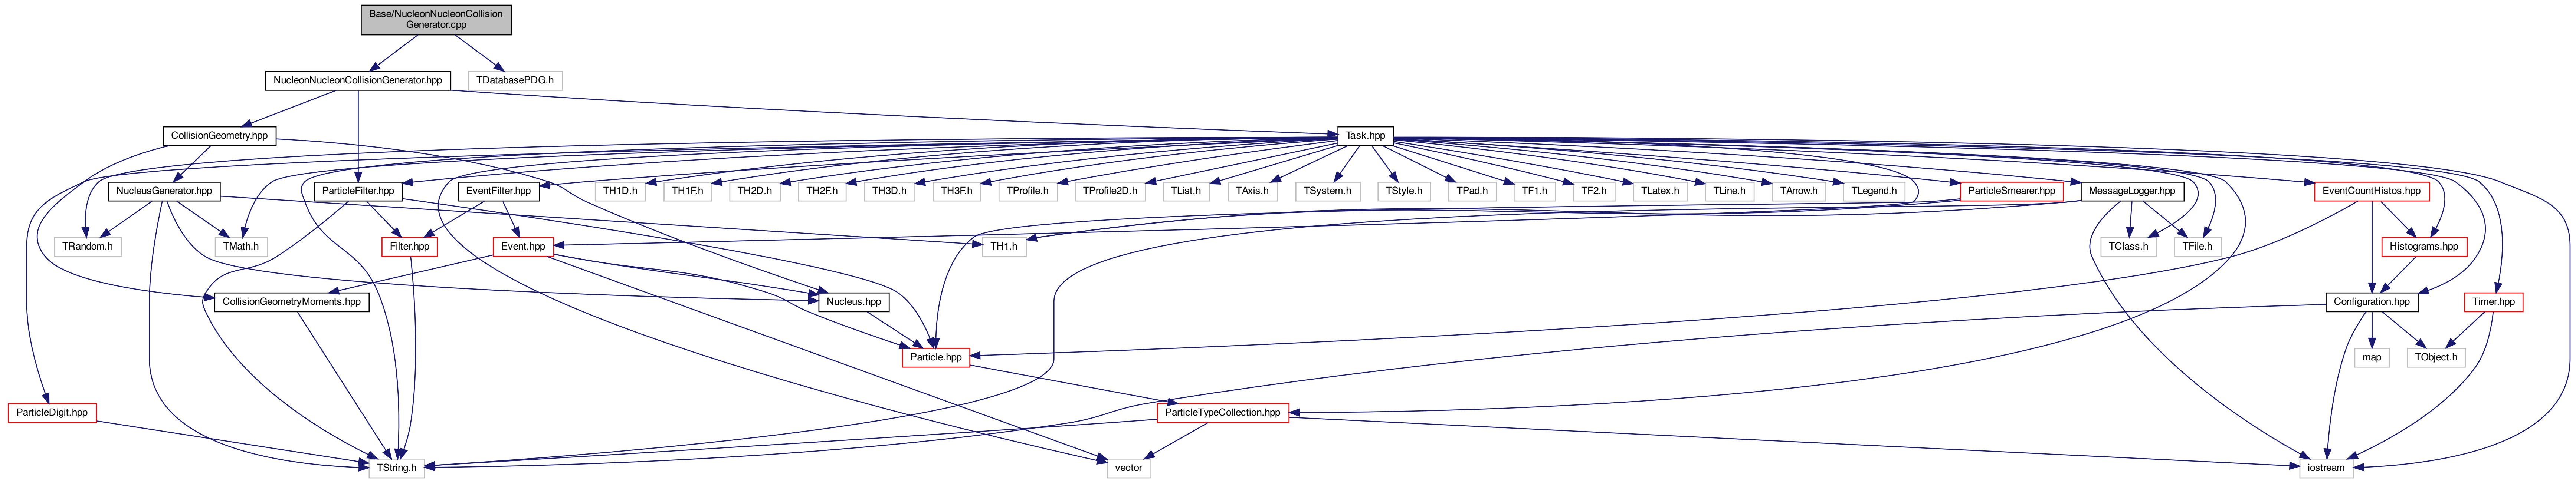 Base/NucleonNucleonCollision
Generator.cpp
NucleonNucleonCollisionGenerator.hpp
TDatabasePDG.h
CollisionGeometry.hpp
Task.hpp
NucleusGenerator.hpp
ParticleFilter.hpp
EventFilter.hpp
TH1D.h
TH1F.h
TH2D.h
TH2F.h
TH3D.h
TH3F.h
TProfile.h
TProfile2D.h
TList.h
TAxis.h
TSystem.h
TStyle.h
TPad.h
TF1.h
TF2.h
TLatex.h
TLine.h
TArrow.h
TLegend.h
ParticleSmearer.hpp
MessageLogger.hpp
EventCountHistos.hpp
TRandom.h
TMath.h
Filter.hpp
Event.hpp
TH1.h
TClass.h
TFile.h
Histograms.hpp
CollisionGeometryMoments.hpp
Nucleus.hpp
Configuration.hpp
Timer.hpp
Particle.hpp
map
TObject.h
ParticleDigit.hpp
ParticleTypeCollection.hpp
TString.h
vector
iostream